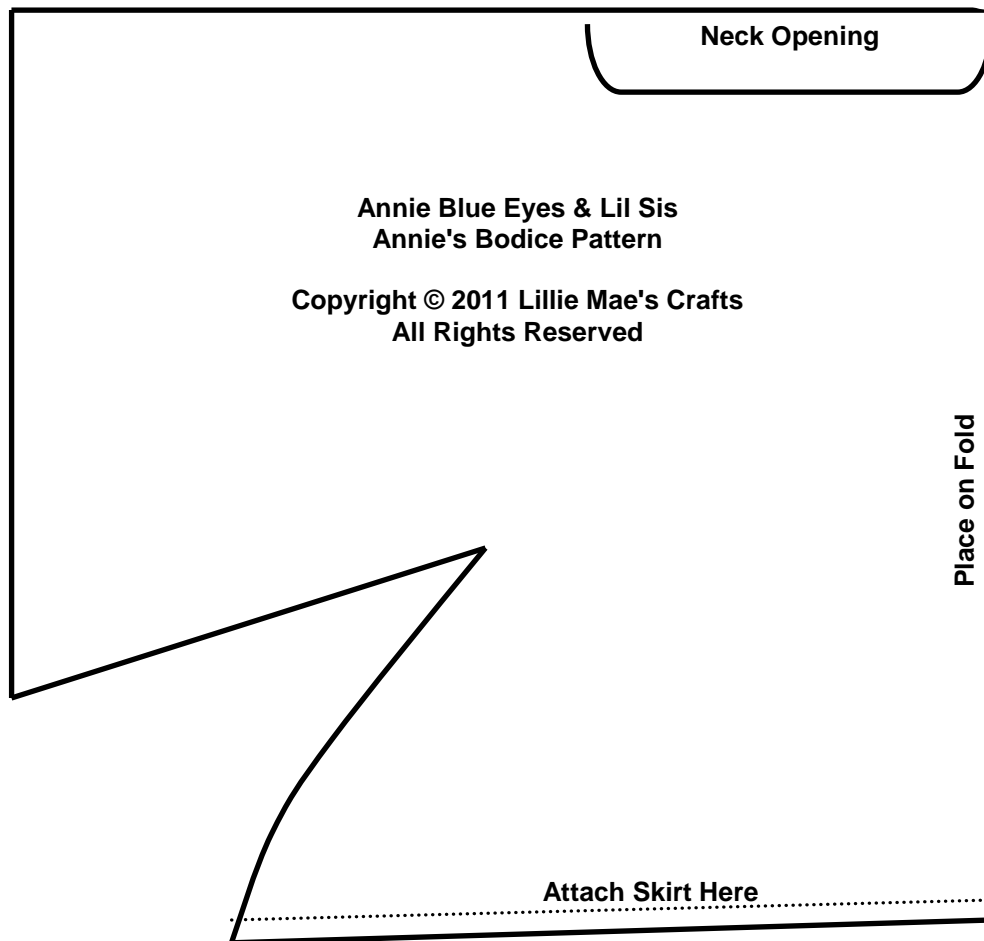 Neck Opening
Annie Blue Eyes & Lil Sis
Annie's Bodice Pattern
Copyright © 2011 Lillie Mae's Crafts
All Rights Reserved
Place on Fold
Attach Skirt Here